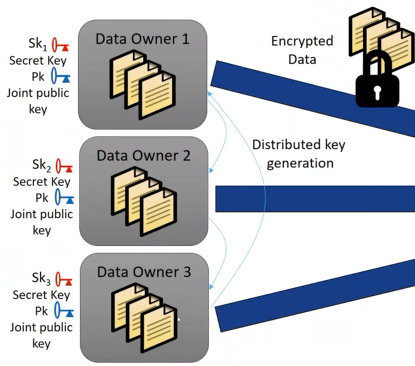 Sk1
Secret Key
Pk
Joint public
key
Data Owner 1
Encrypted
Data
Sk2
Secret Key
Pk
Joint public
key
Data Owner 2
Distributed key
generation
Sk3
Secret Key
Pk
Joint public
key
Data Owner 3